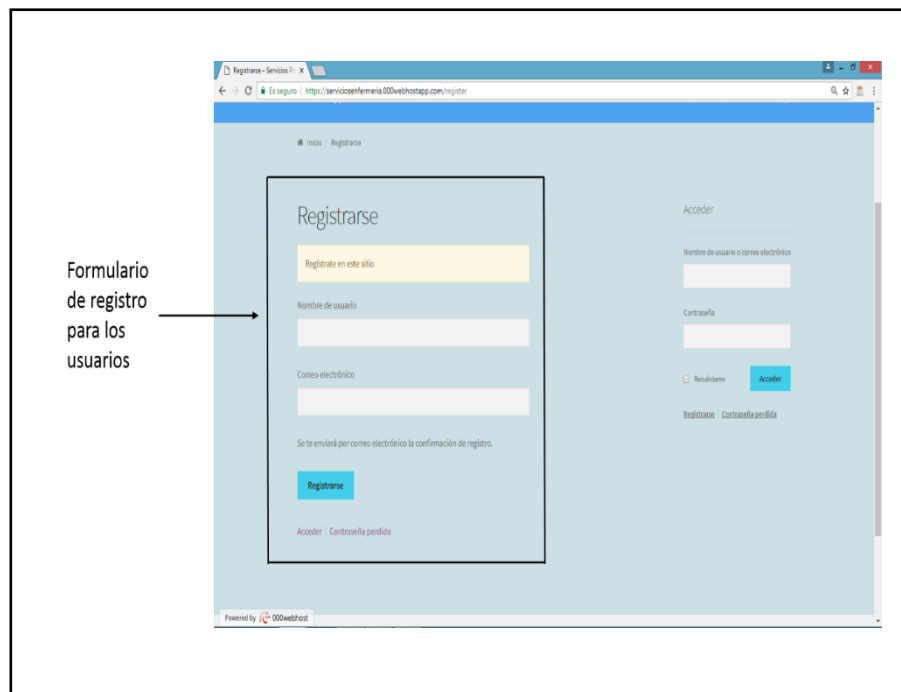 Registrarse – Servicios Pr
Es seguro | https://serviciosenfermeria.000webhostapp.com/register
Inicio Registrarse
Formulario
de registro
para los
usuarios
Registrarse
Regístrate en este sitio
Nombre de usuario
Correo electrónico
Se te enviará por correo electrónico la confirmación de registro.
Registrarse
Acceder | Contraseña perdida
Acceder
Nombre de usuario o correo electrónico
Contraseña
Recuérdame
Acceder
Registrarse | Contraseña perdida
Powered by 000webhost